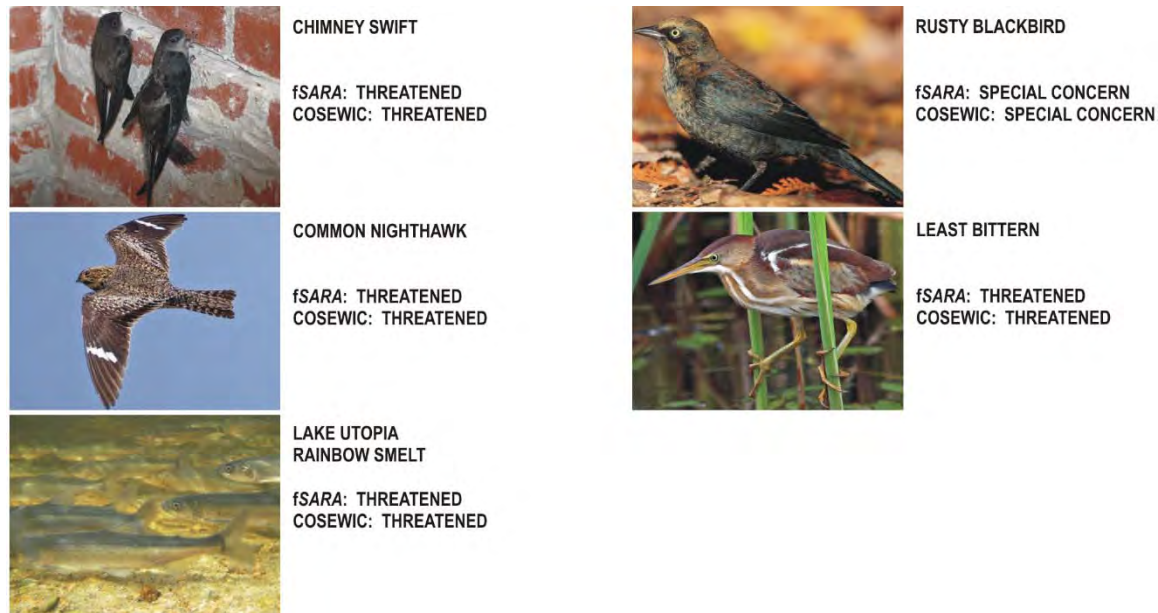 CHIMNEY SWIFT
fSARA: THREATENED
COSEWIC: THREATENED
RUSTY BLACKBIRD
fSARA: SPECIAL CONCERN
COSEWIC: SPECIAL CONCERN
COMMON NIGHTHAWK
fSARA: THREATENED
COSEWIC: THREATENED
LEAST BITTERN
fSARA: THREATENED
COSEWIC: THREATENED
LAKE UTOPIA
RAINBOW SMELT
fSARA: THREATENED
COSEWIC: THREATENED